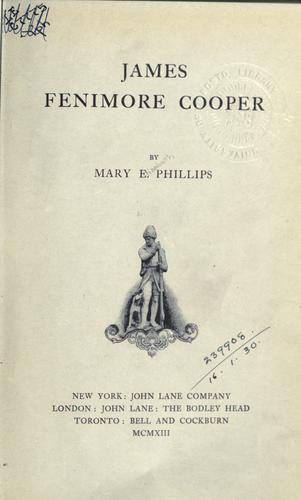 JAMES
FENIMORE COOPER
BY
MARY E. PHILLIPS
239908
16.1.30.
NEW YORK: JOHN LANE COMPANY
LONDON: JOHN LANE: THE BODLEY HEAD
TORONTO: BELL AND COCKBURN
MCMXIII